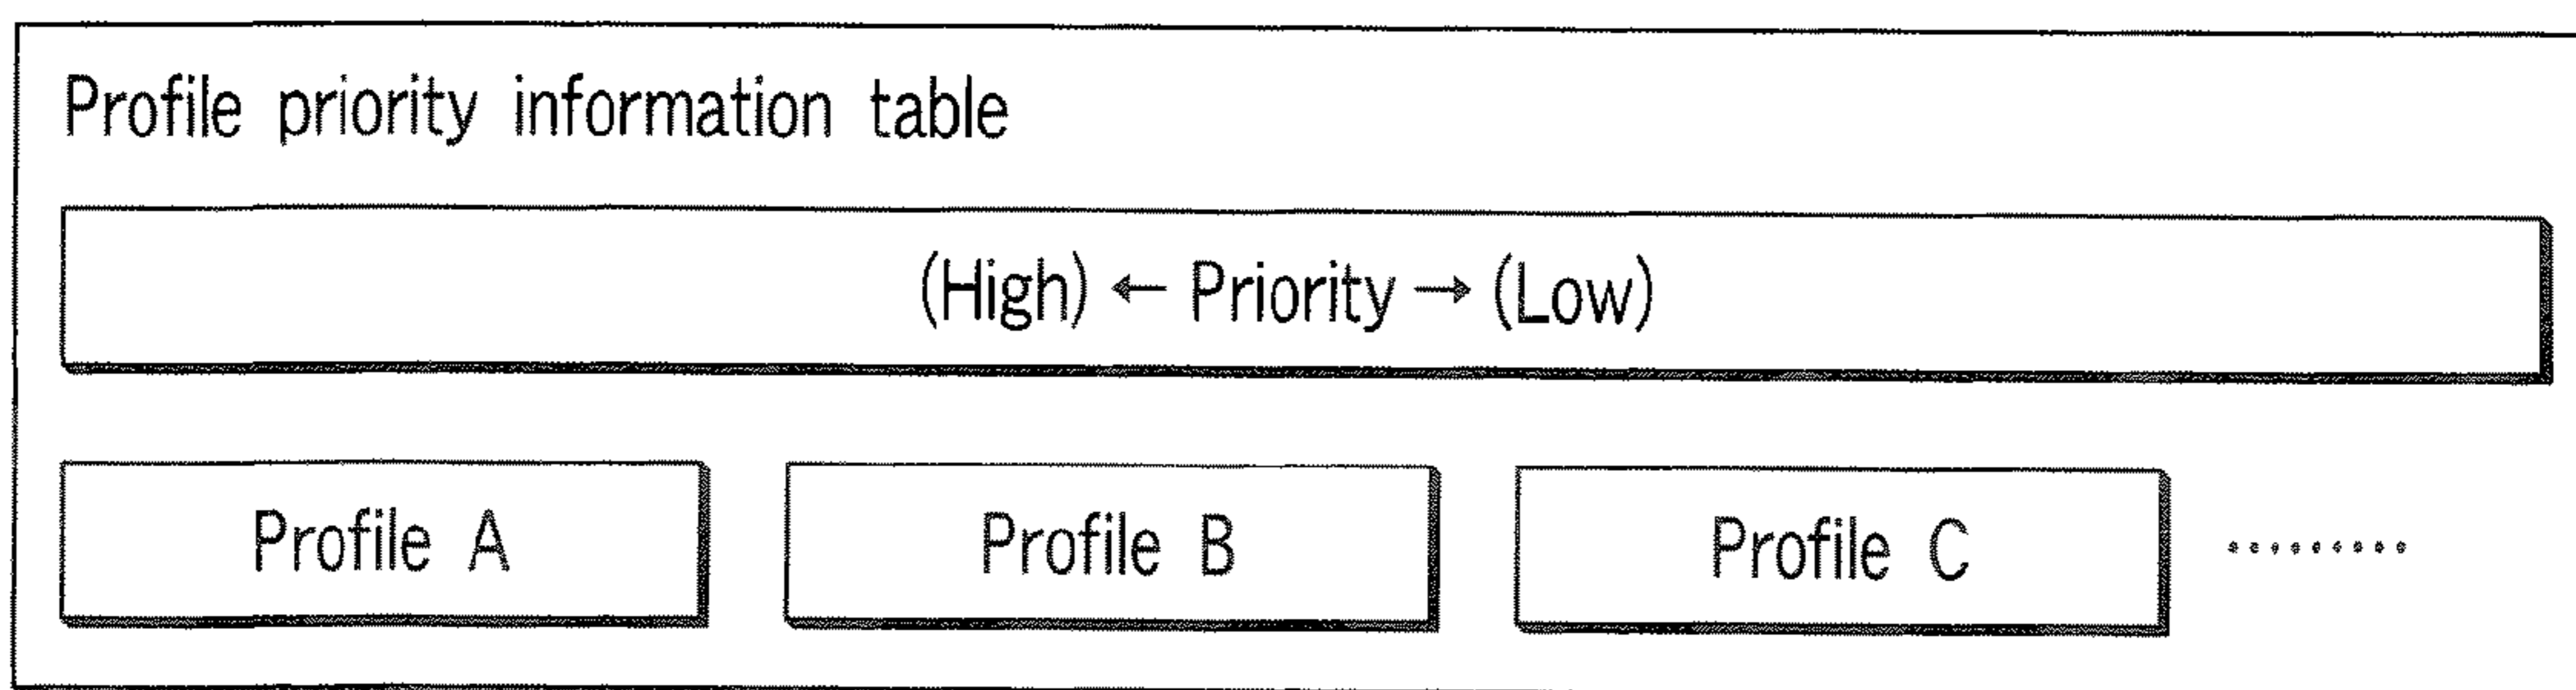 Profile priority information table
(High) ← Priority → (Low)
Profile A Profile B Profile C ·········